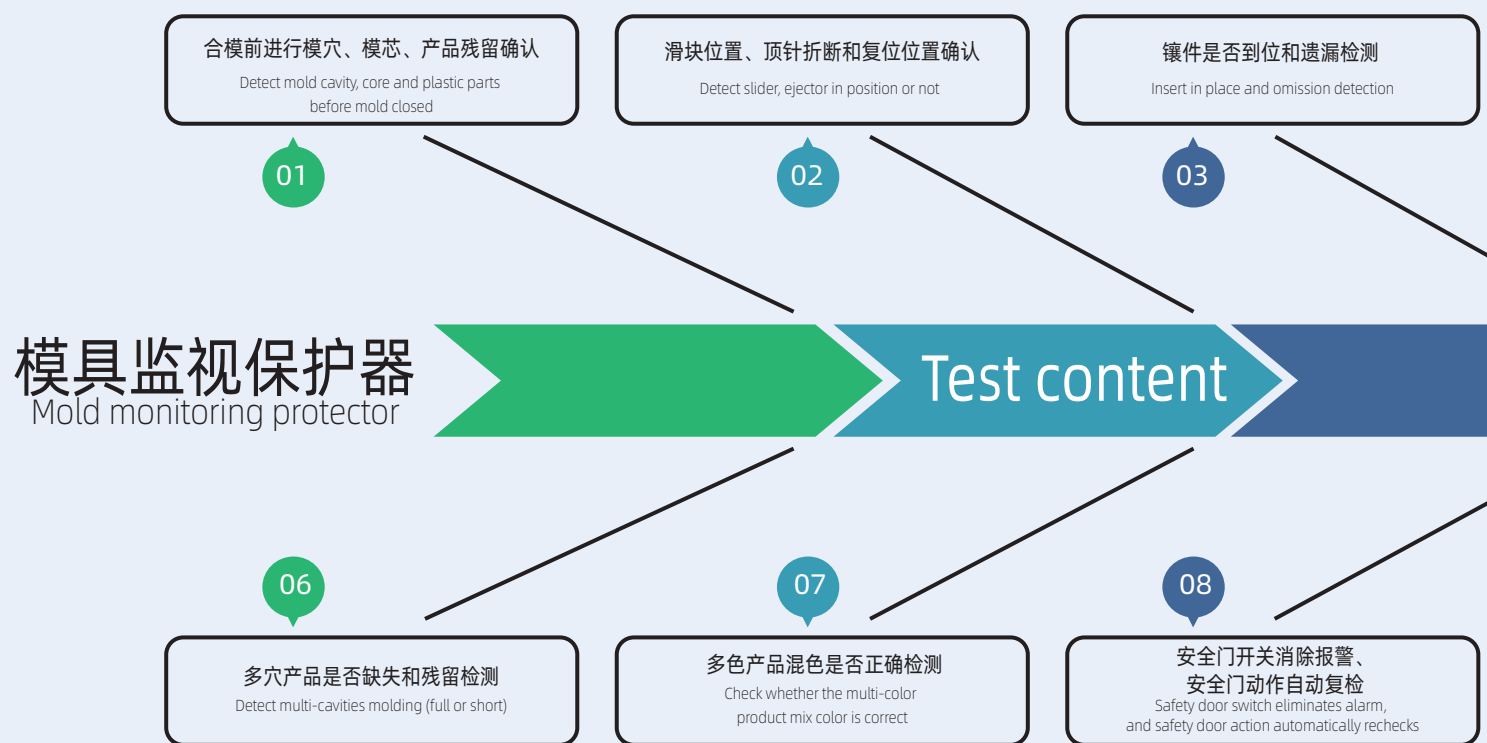 合模前进行模穴、模芯、产品残留确认
Detect mold cavity, core and plastic parts
before mold closed
滑块位置、顶针折断和复位位置确认
Detect slider, ejector in position or not
镶件是否到位和遗漏检测
Insert in place and omission detection
01
02
03
模具监视保护器
Mold monitoring protector
Test content
06
07
08
多穴产品是否缺失和残留检测
Detect multi-cavities molding (full or short)
多色产品混色是否正确检测
Check whether the multi-color
product mix color is correct
安全门开关消除报警、
安全门动作自动复检
Safety door switch eliminates alarm,
and safety door action automatically rechecks